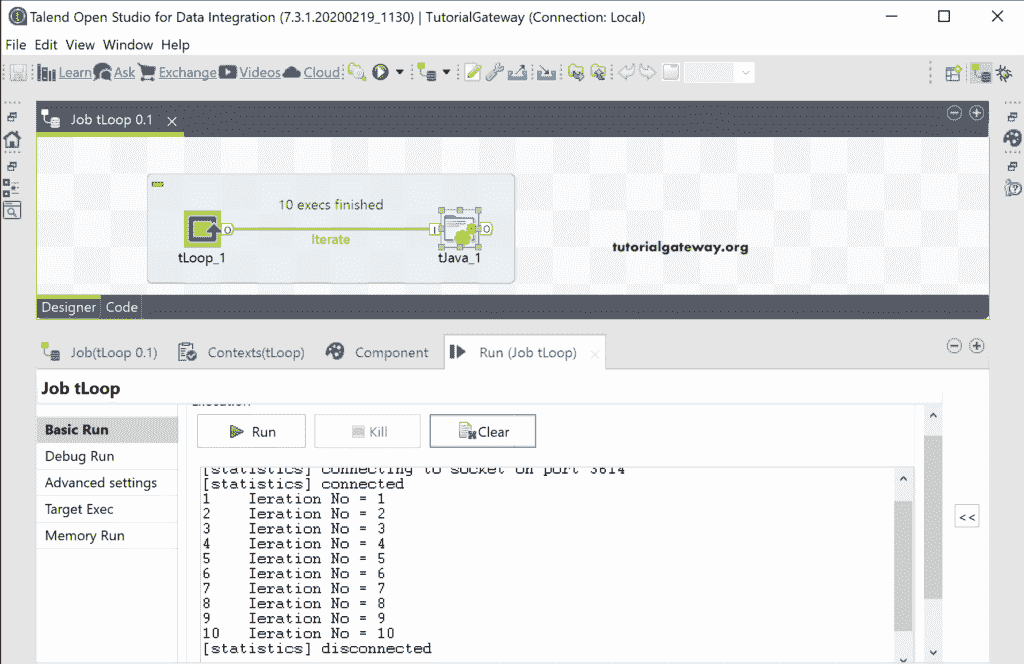 Talend Open Studio for Data Integration (7.3.1.20200219_1130) | TutorialGateway (Connection: Local)
File Edit View Window Help
Learn Ask Exchange Videos Cloud
Job tLoop 0.1
10 execs finished
Iterate
tLoop_1
tJava_1
tutorialgateway.org
Designer Code
Job(tLoop 0.1) Contexts(tLoop) Component Run (Job tLoop)
Job tLoop
Execution
Basic Run
Run Kill Clear
Debug Run
Advanced settings
Target Exec
Memory Run
[statistics] connecting to socket on port 3614
[statistics] connected
1 Ieration No = 1
2 Ieration No = 2
3 Ieration No = 3
4 Ieration No = 4
5 Ieration No = 5
6 Ieration No = 6
7 Ieration No = 7
8 Ieration No = 8
9 Ieration No = 9
10 Ieration No = 10
[statistics] disconnected
<<